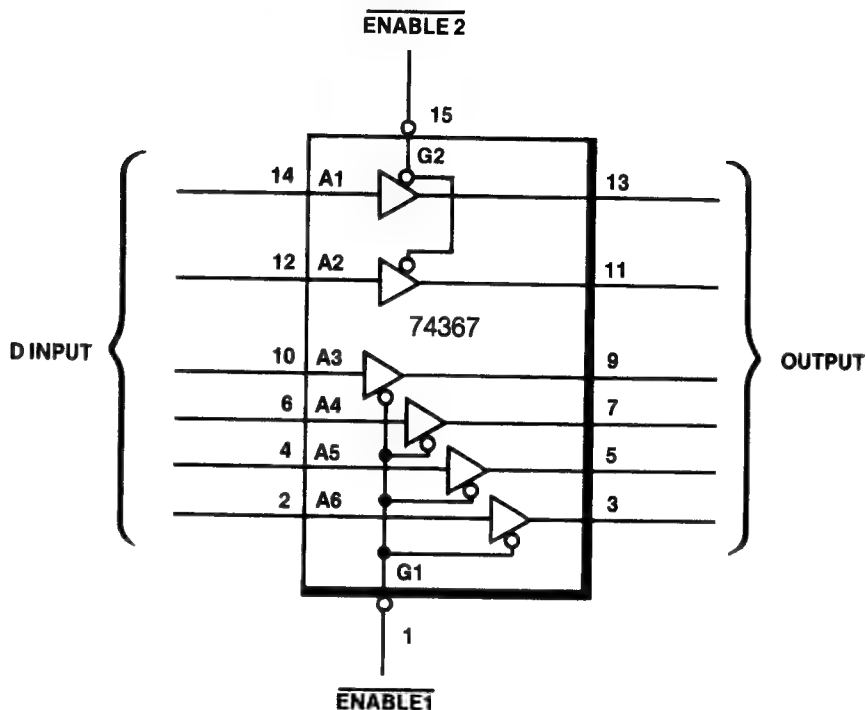 ENABLE 2
15
G2
14 A1 13
12 A2 11
74367
D INPUT
OUTPUT
10 A3 9
6 A4 7
4 A5 5
2 A6 3
G1
1
ENABLE1